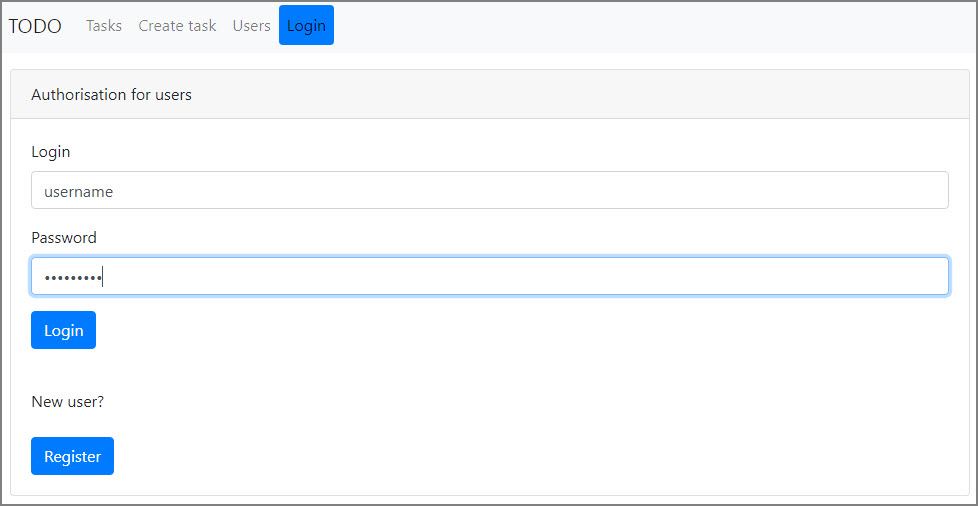 TODO Tasks Create task Users Login
Authorisation for users
Login
username
Password
•••••••••
Login
New user?
Register